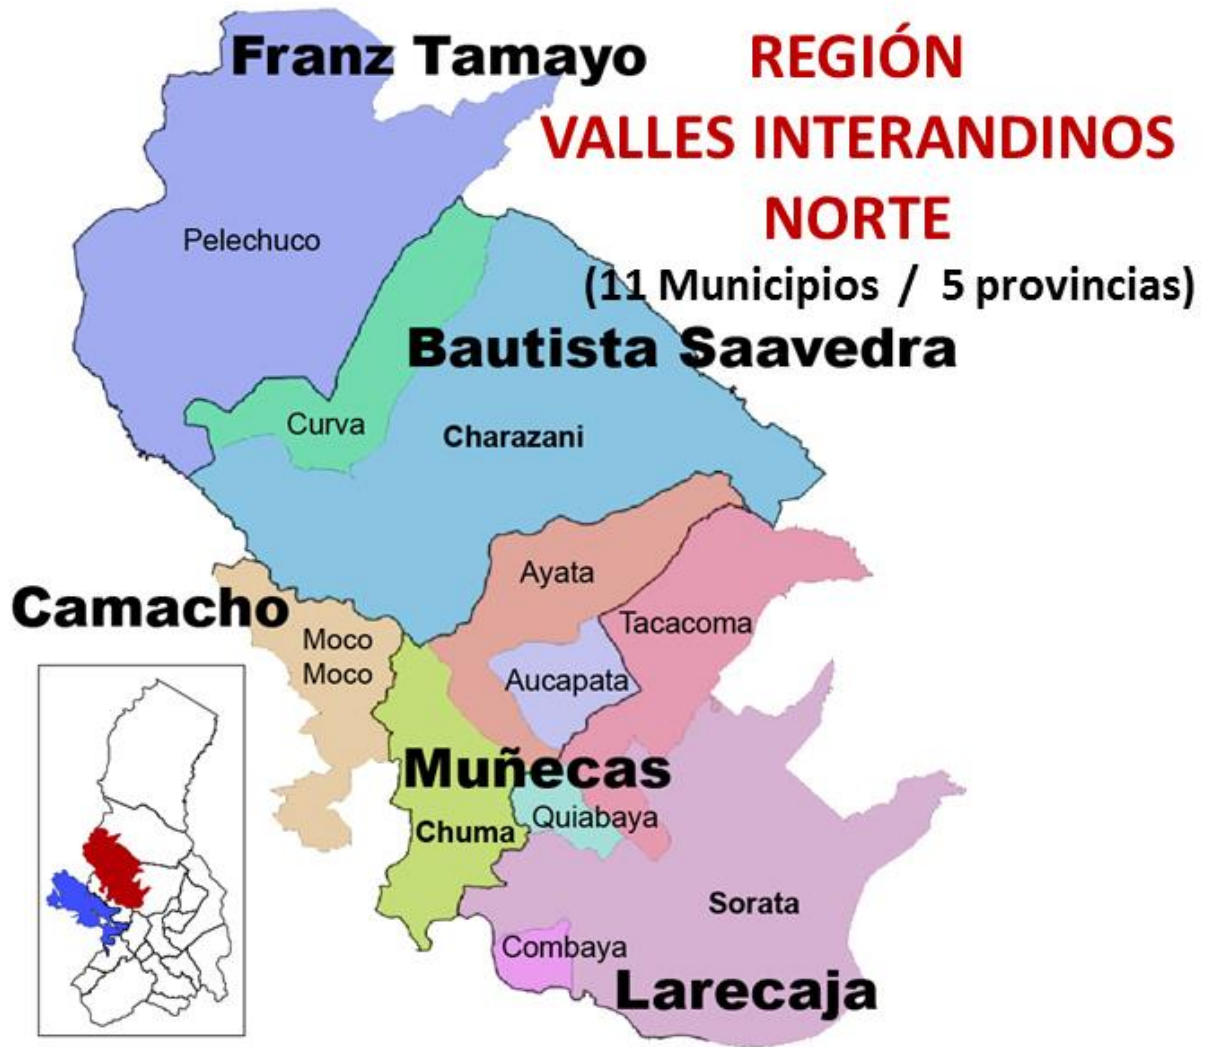 Franz Tamayo
REGIÓN
VALLES INTERANDINOS
NORTE
(11 Municipios / 5 provincias)
Pelechuco
Bautista Saavedra
Curva
Charazani
Ayata
Camacho
Moco
Moco
Tacacoma
Aucapata
Muñecas
Quiabaya
Chuma
Sorata
Combaya
Larecaja